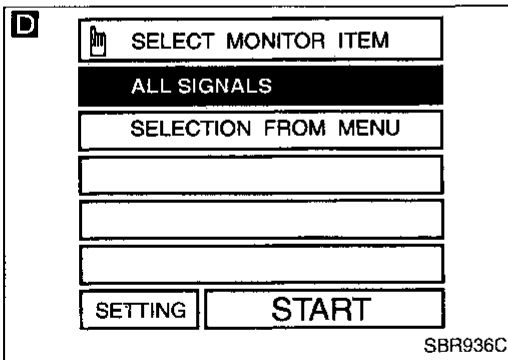 D
SELECT MONITOR ITEM
ALL SIGNALS
SELECTION FROM MENU
SETTING START
SBR936C